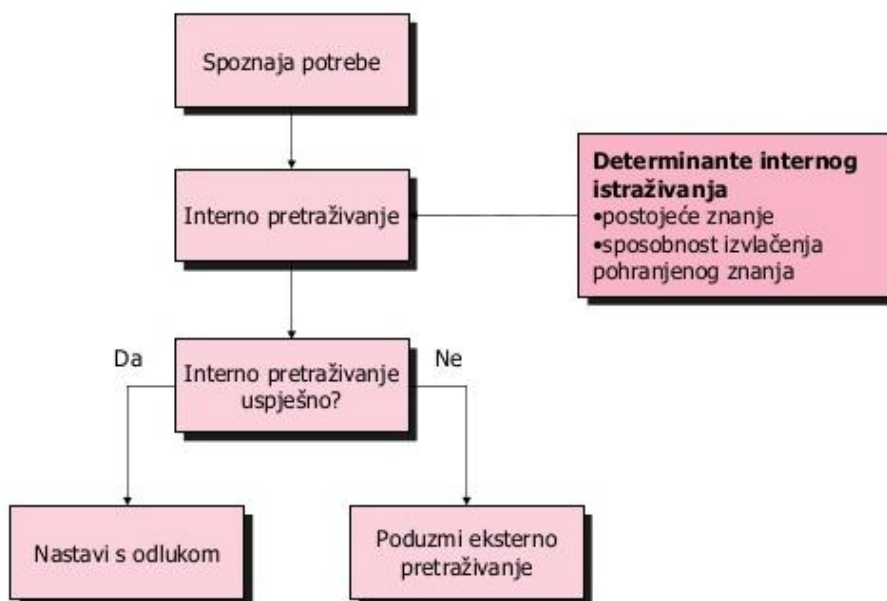 Spoznaja potrebe
Interno pretraživanje
Determinante internog
istraživanja
•postojeće znanje
•sposobnost izvlačenja
pohranjenog znanja
Da
Interno pretraživanje
uspješno?
Ne
Nastavi s odlukom
Poduzmi eksterno
pretraživanje